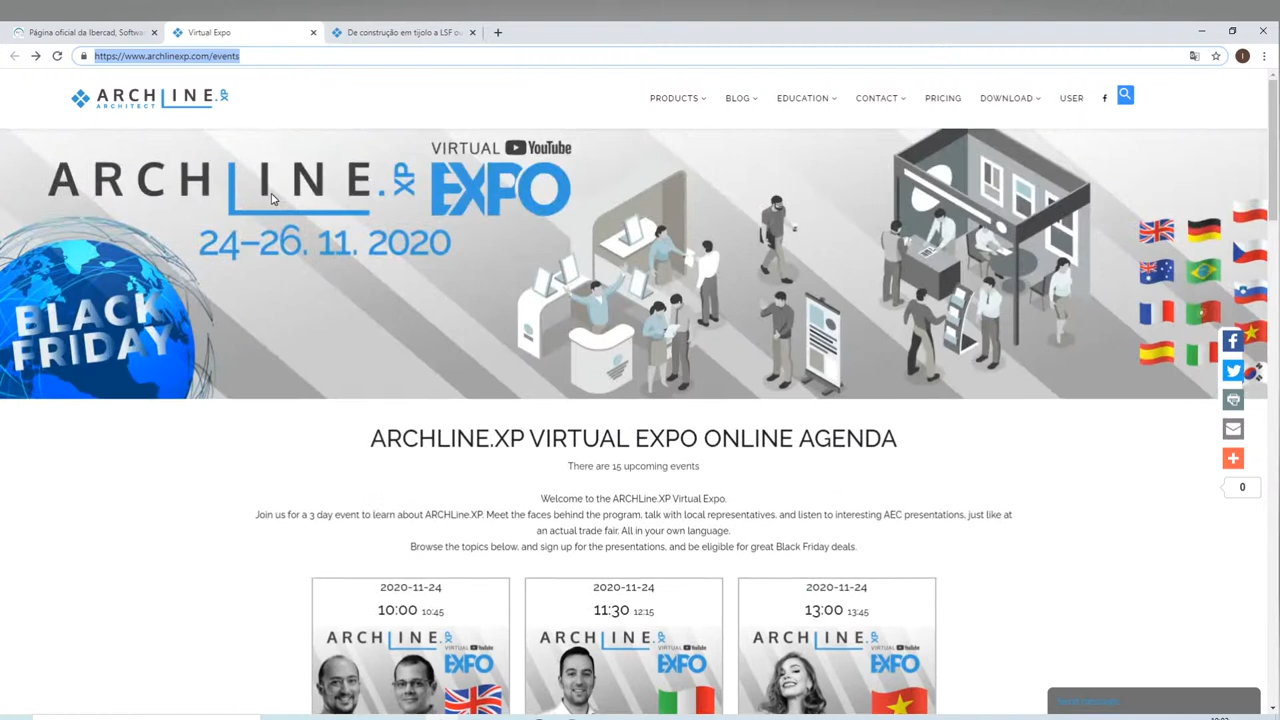 Página oficial da Ibercad, Softwa
Virtual Expo
De construção em tijolo a LSF o
https://www.archlinexp.com/events
ARCHLINE.XP
ARCHITECT
PRODUCTS
BLOG
EDUCATION
CONTACT
PRICING
DOWNLOAD
USER
VIRTUAL YouTube
ARCHLINE.XP EXPO
24–26. 11. 2020
BLACK
FRIDAY
ARCHLINE.XP VIRTUAL EXPO ONLINE AGENDA
There are 15 upcoming events
Welcome to the ARCHLine.XP Virtual Expo.
Join us for a 3 day event to learn about ARCHLine.XP. Meet the faces behind the program, talk with local representatives, and listen to interesting AEC presentations, just like at
an actual trade fair. All in your own language.
Browse the topics below, and sign up for the presentations, and be eligible for great Black Friday deals.
0
2020-11-24
10:00 10:45
ARCHLINE.XP
VIRTUAL YouTube
EXPO
2020-11-24
11:30 12:15
ARCHLINE.XP
VIRTUAL YouTube
EXPO
2020-11-24
13:00 13:45
ARCHLINE.XP
VIRTUAL YouTube
EXPO